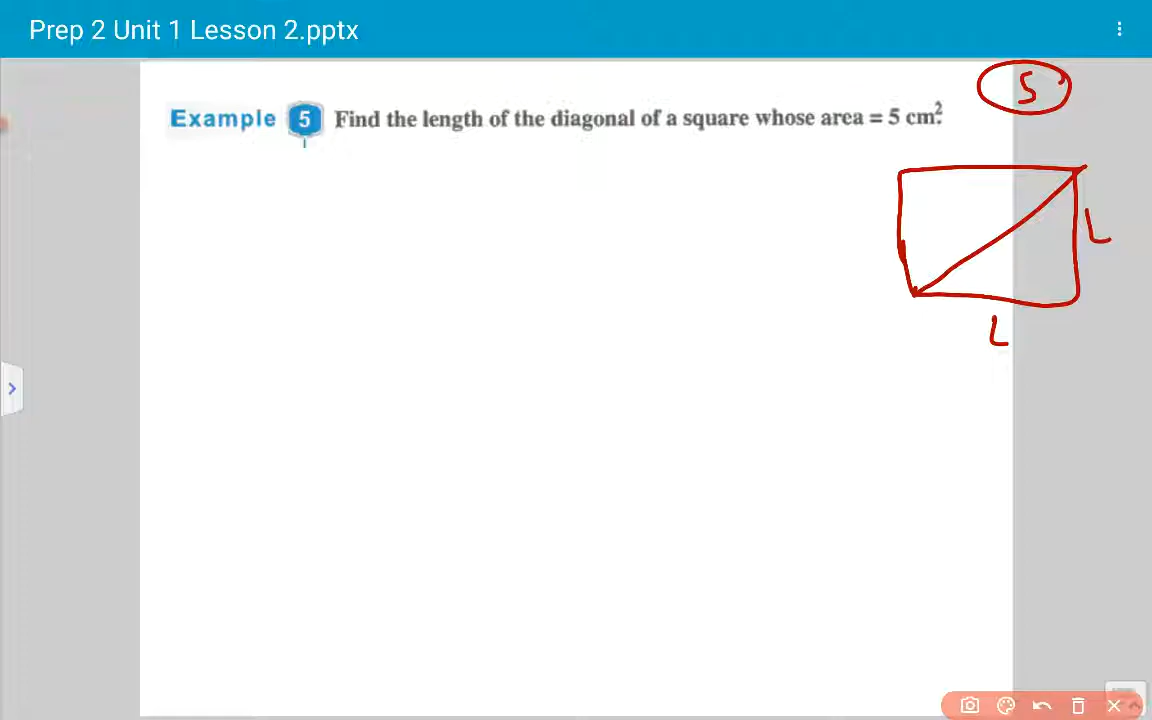 Prep 2 Unit 1 Lesson 2.pptx
5
Example 5 Find the length of the diagonal of a square whose area = 5 cm².
L
L